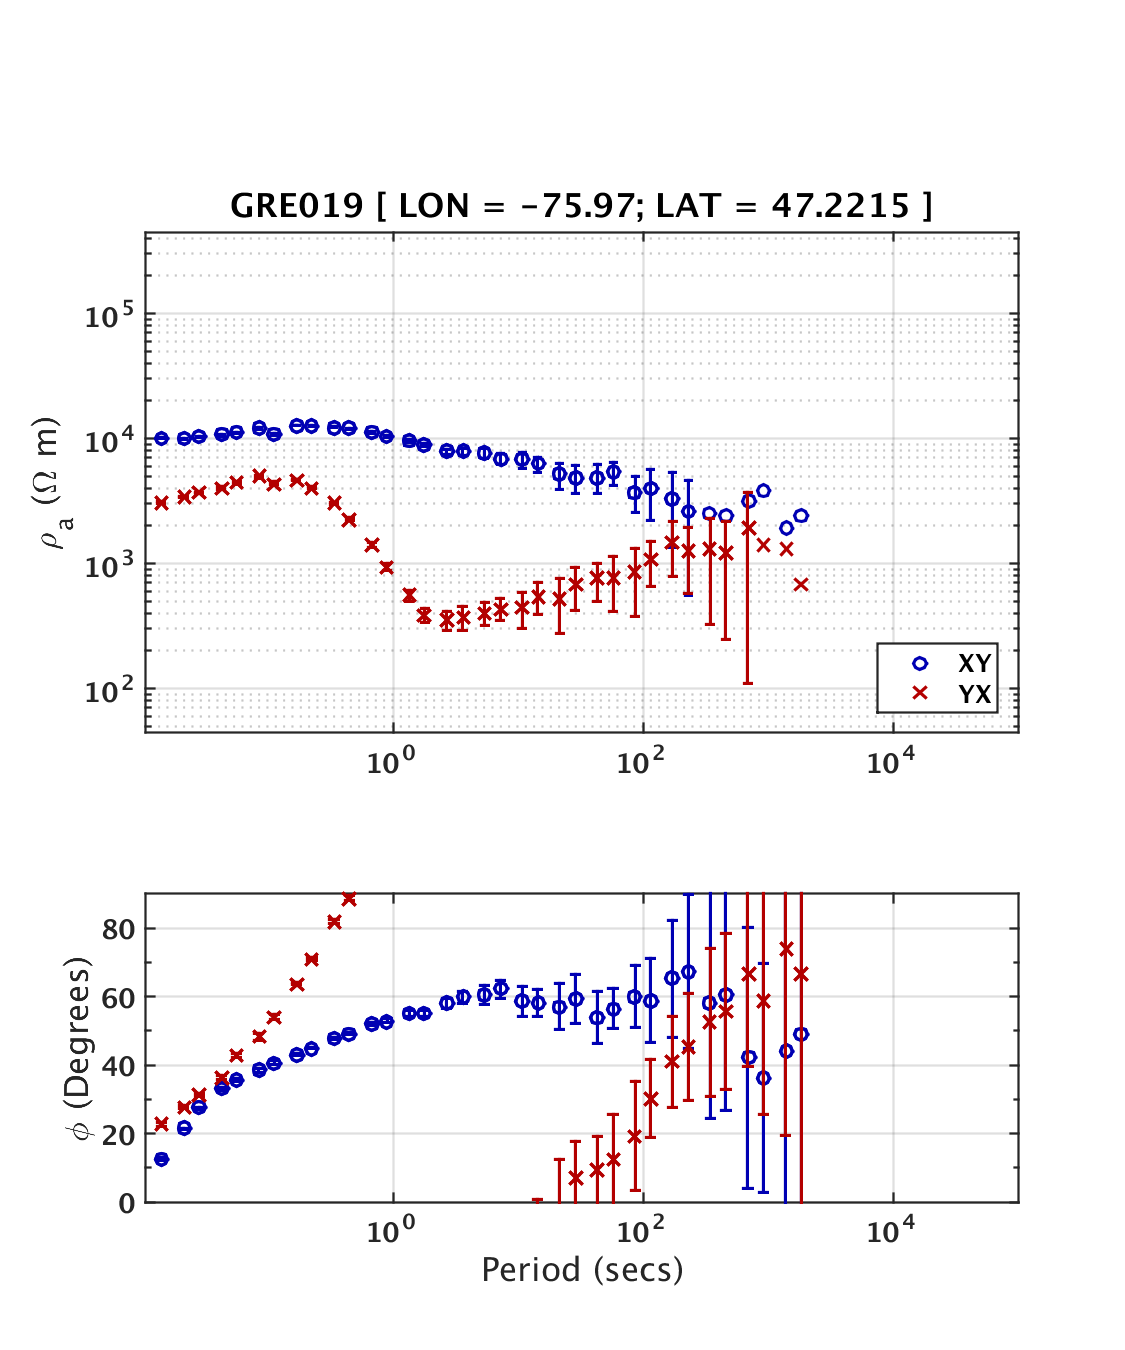 GRE019 [ LON = -75.97; LAT = 47.2215 ]
10^5
10^4
10^3
10^2
ρ_a (Ω m)
XY
YX
10^0 10^2 10^4
80
60
40
20
0
ϕ (Degrees)
10^0 10^2 10^4
Period (secs)